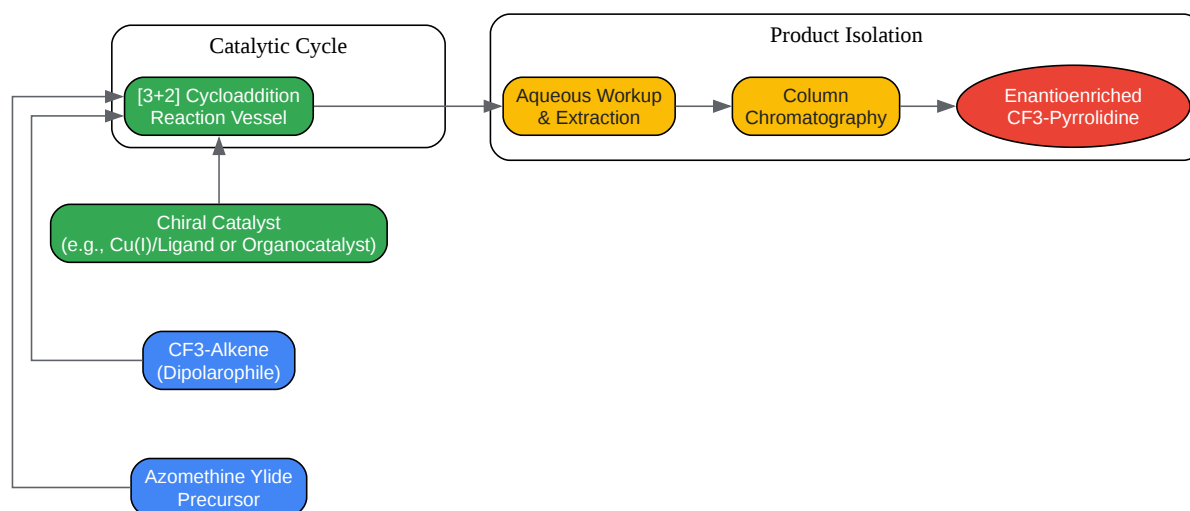 Catalytic Cycle
Product Isolation
[3+2] Cycloaddition
Reaction Vessel
Aqueous Workup
& Extraction
Column
Chromatography
Enantioenriched
CF3-Pyrrolidine
Chiral Catalyst
(e.g., Cu(I)/Ligand or Organocatalyst)
CF3-Alkene
(Dipolarophile)
Azomethine Ylide
Precursor